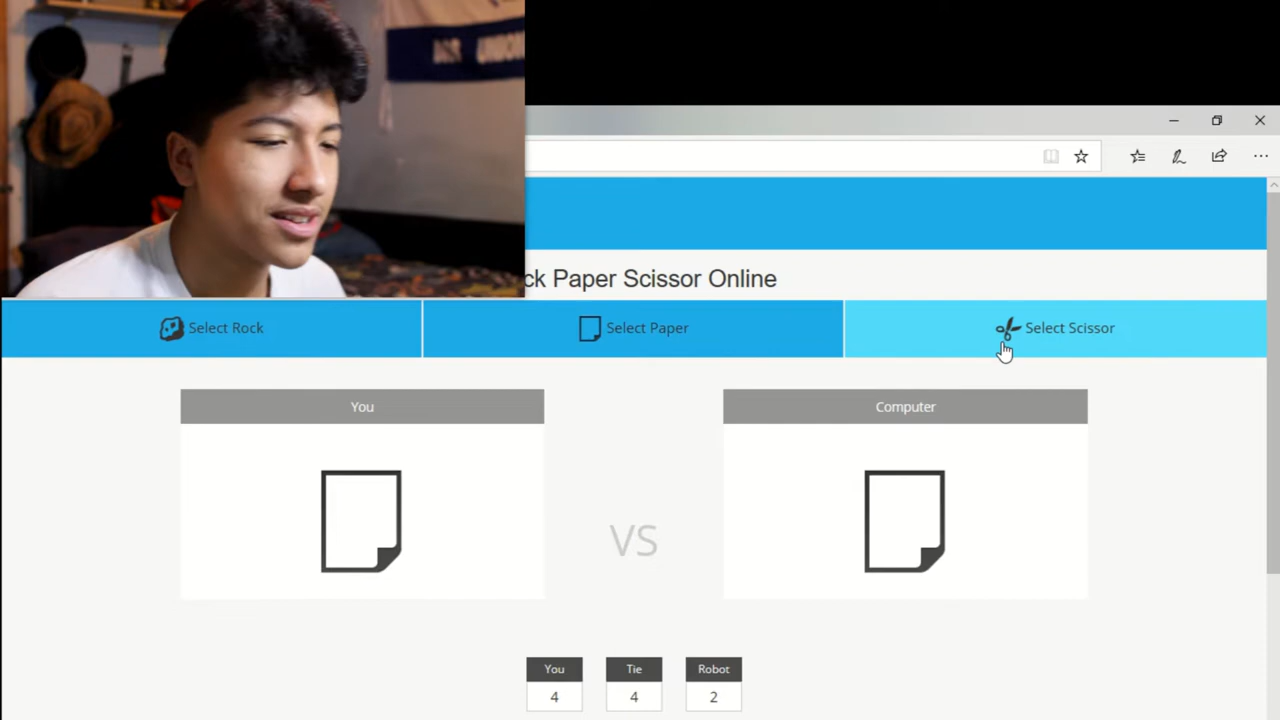 ck Paper Scissor Online
Select Rock
Select Paper
Select Scissor
You
Computer
VS
You
Tie
Robot
4
4
2